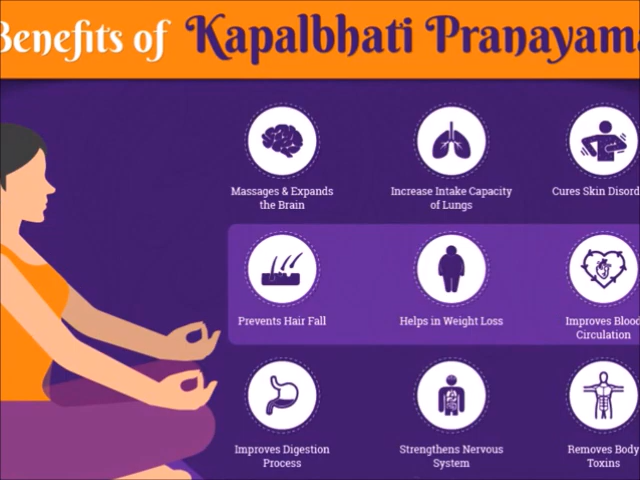 Benefits of Kapalbhati Pranayama
Massages & Expands
the Brain
Increase Intake Capacity
of Lungs
Cures Skin Disord
Prevents Hair Fall
Helps in Weight Loss
Improves Blood
Circulation
Improves Digestion
Process
Strengthens Nervous
System
Removes Body
Toxins